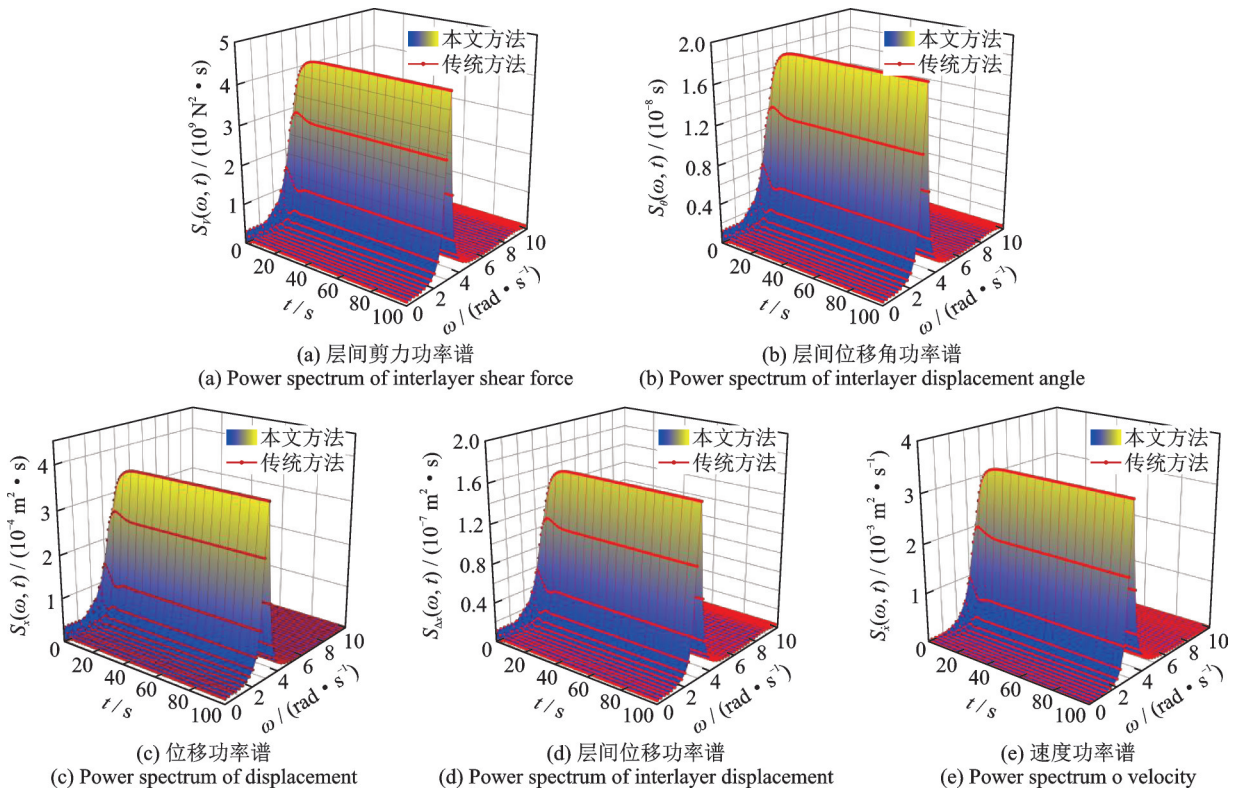 本文方法
传统方法
S_V(ω, t) / (10⁹ N²·s)
5
4
3
2
1
0
20
40
60
80
100
t / s
0
2
4
6
8
10
ω / (rad·s⁻¹)
(a) 层间剪力功率谱
(a) Power spectrum of interlayer shear force
本文方法
传统方法
S_θ(ω, t) / (10⁻⁸ s)
2.0
1.6
1.2
0.8
0.4
0
20
40
60
80
100
t / s
0
2
4
6
8
10
ω / (rad·s⁻¹)
(b) 层间位移角功率谱
(b) Power spectrum of interlayer displacement angle
本文方法
传统方法
S_x(ω, t) / (10⁻⁴ m²·s)
4
3
2
1
0
20
40
60
80
100
t / s
0
2
4
6
8
10
ω / (rad·s⁻¹)
(c) 位移功率谱
(c) Power spectrum of displacement
本文方法
传统方法
S_Δx(ω, t) / (10⁻⁷ m²·s)
2.0
1.6
1.2
0.8
0.4
0
20
40
60
80
100
t / s
0
2
4
6
8
10
ω / (rad·s⁻¹)
(d) 层间位移功率谱
(d) Power spectrum of interlayer displacement
本文方法
传统方法
S_ẋ(ω, t) / (10⁻³ m²·s⁻¹)
4
3
2
1
0
20
40
60
80
100
t / s
0
2
4
6
8
10
ω / (rad·s⁻¹)
(e) 速度功率谱
(e) Power spectrum o velocity